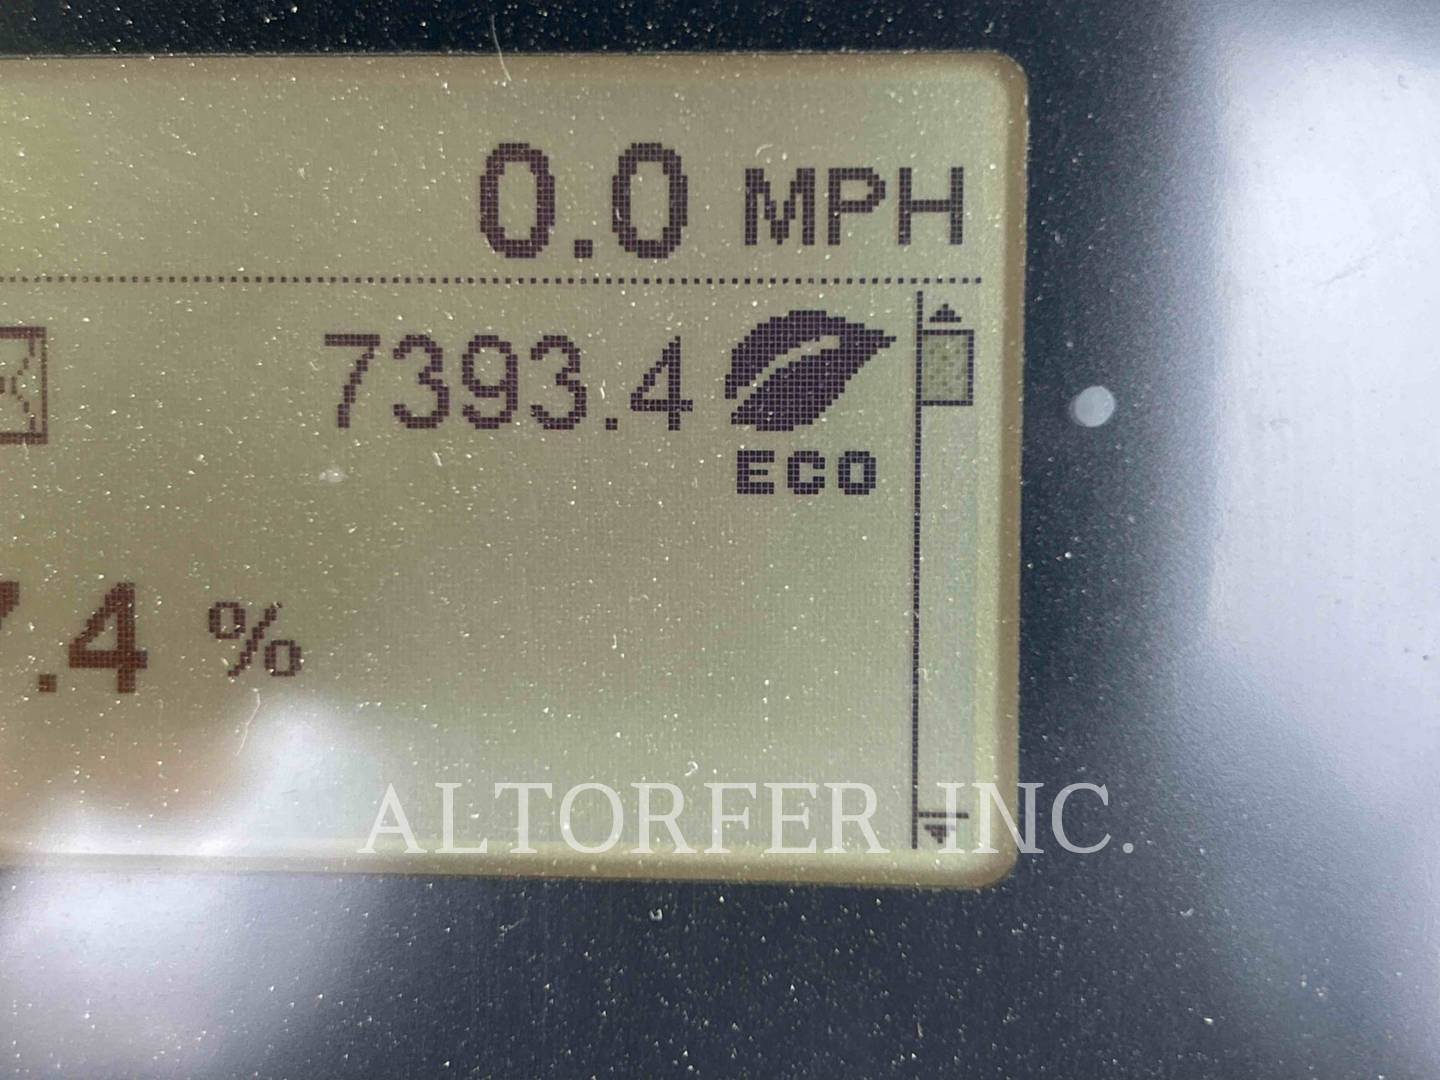 0.0 MPH
7393.4
ECO
.4 %
ALTORFER INC.